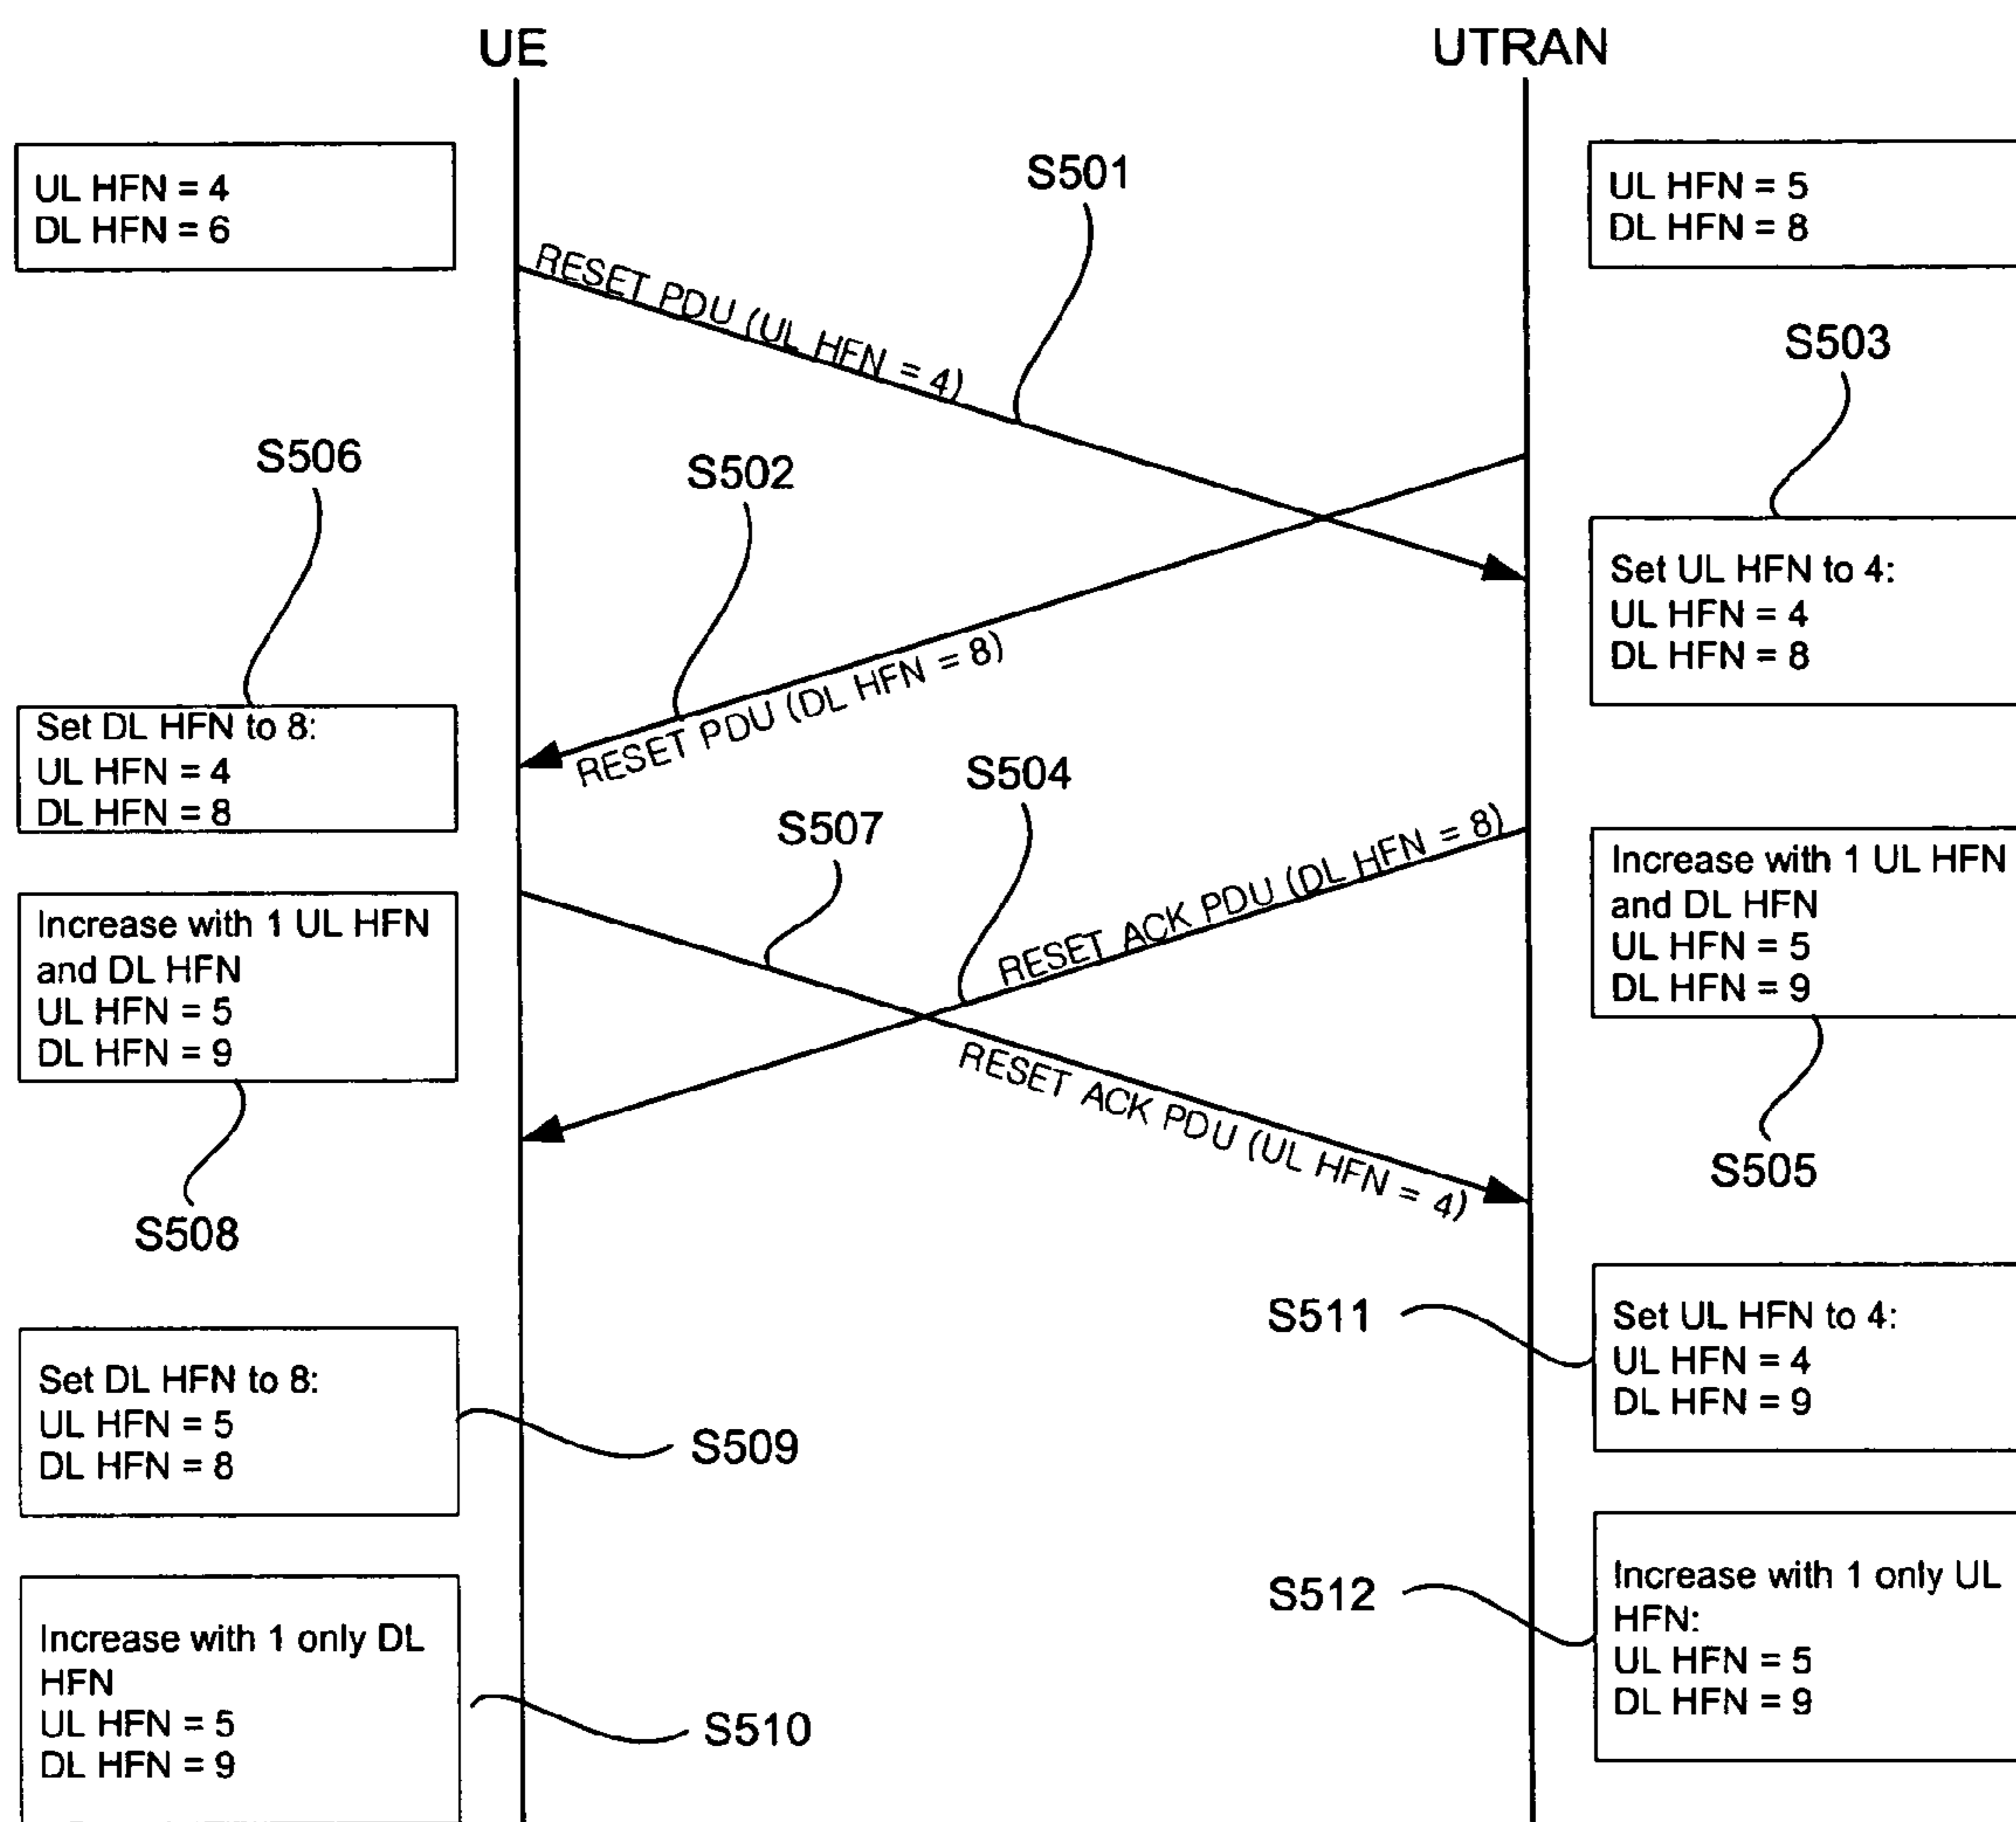 UE
UTRAN
UL HFN = 4
DL HFN = 6
S501
UL HFN = 5
DL HFN = 8
RESET PDU (UL HFN = 4)
S503
S506
S502
Set UL HFN to 4:
UL HFN = 4
DL HFN = 8
RESET PDU (DL HFN = 8)
Set DL HFN to 8:
UL HFN = 4
DL HFN = 8
S504
S507
RESET ACK PDU (DL HFN = 8)
Increase with 1 UL HFN
and DL HFN
UL HFN = 5
DL HFN = 9
Increase with 1 UL HFN
and DL HFN
UL HFN = 5
DL HFN = 9
RESET ACK PDU (UL HFN = 4)
S505
S508
S511
Set UL HFN to 4:
UL HFN = 4
DL HFN = 9
Set DL HFN to 8:
UL HFN = 5
DL HFN = 8
S509
S512
Increase with 1 only UL
HFN:
UL HFN = 5
DL HFN = 9
Increase with 1 only DL
HFN
UL HFN = 5
DL HFN = 9
S510